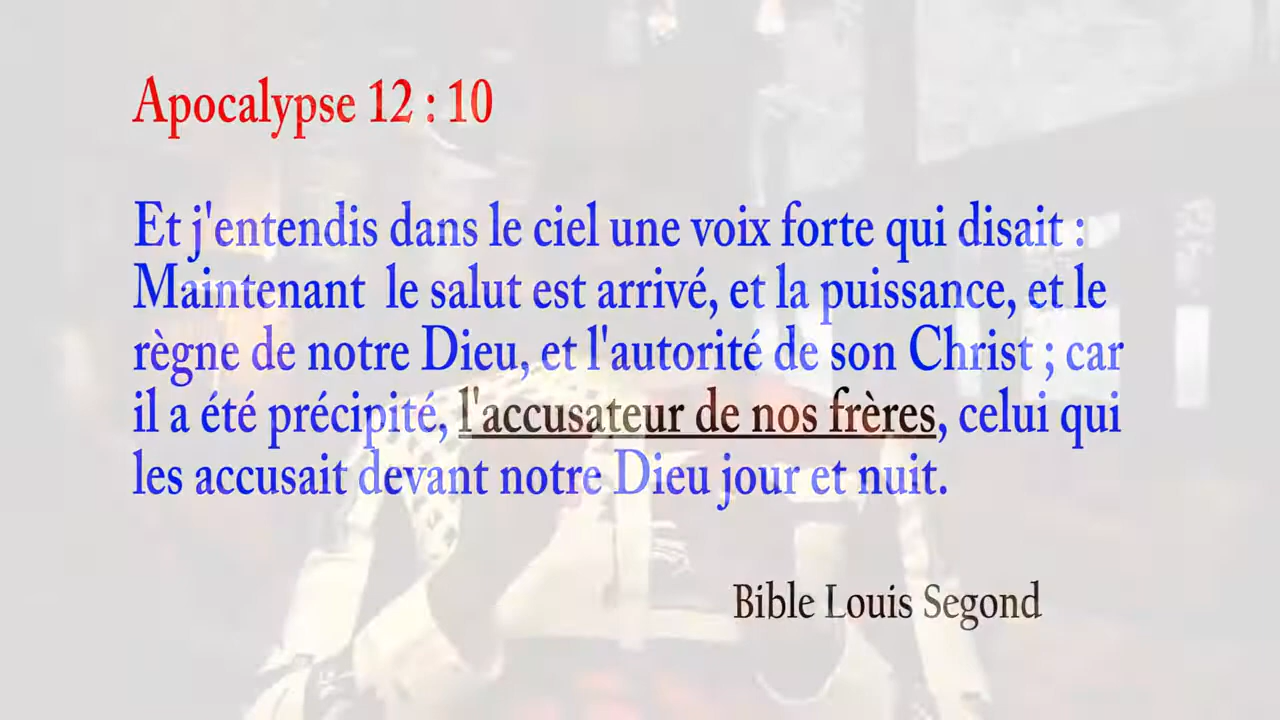 Apocalypse 12 : 10
Et j'entendis dans le ciel une voix forte qui disait :
Maintenant  le salut est arrivé, et la puissance, et le
règne de notre Dieu, et l'autorité de son Christ ; car
il a été précipité, l'accusateur de nos frères, celui qui
les accusait devant notre Dieu jour et nuit.
Bible Louis Segond